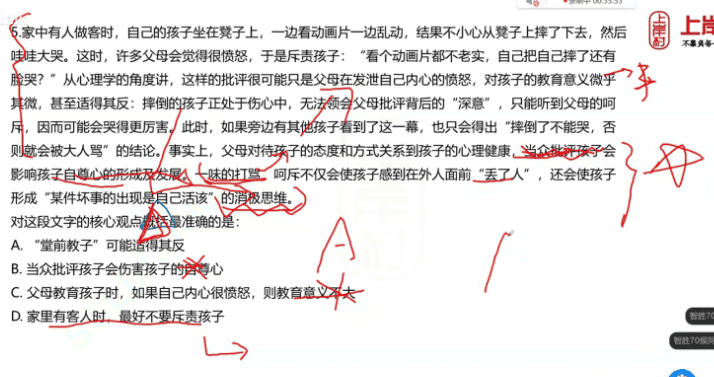 上岸村
上岸
不靠臭爸爸
5.家中有人做客时，自己的孩子坐在凳子上，一边看动画片一边乱动，结果不小心从凳子上摔了下去，然后
哇哇大哭。这时，许多父母会觉得很愤怒，于是斥责孩子：“看个动画片都不老实，自己把自己摔了还有
脸哭？”从心理学的角度讲，这样的批评很可能只是父母在发泄自己内心的愤怒，对孩子的教育意义微乎
其微，甚至适得其反：摔倒的孩子正处于伤心中，无法领会父母批评背后的“深意”，只能听到父母的呵
斥，因而可能会哭得更厉害。此时，如果旁边有其他孩子看到了这一幕，也只会得出“摔倒了不能哭，否
则就会被大人骂”的结论。事实上，父母对待孩子的态度和方式关系到孩子的心理健康，当众批评孩子会
影响孩子自尊心的形成及发展。一味的打骂、呵斥不仅会使孩子感到在外人面前“丢了人”，还会使孩子
形成“某件坏事的出现是自己活该”的消极思维。
对这段文字的核心观点概括最准确的是：
A. “堂前教子”可能适得其反
B. 当众批评孩子会伤害孩子的自尊心
C. 父母教育孩子时，如果自己内心很愤怒，则教育意义不大
D. 家里有客人时，最好不要斥责孩子
A
智胜70